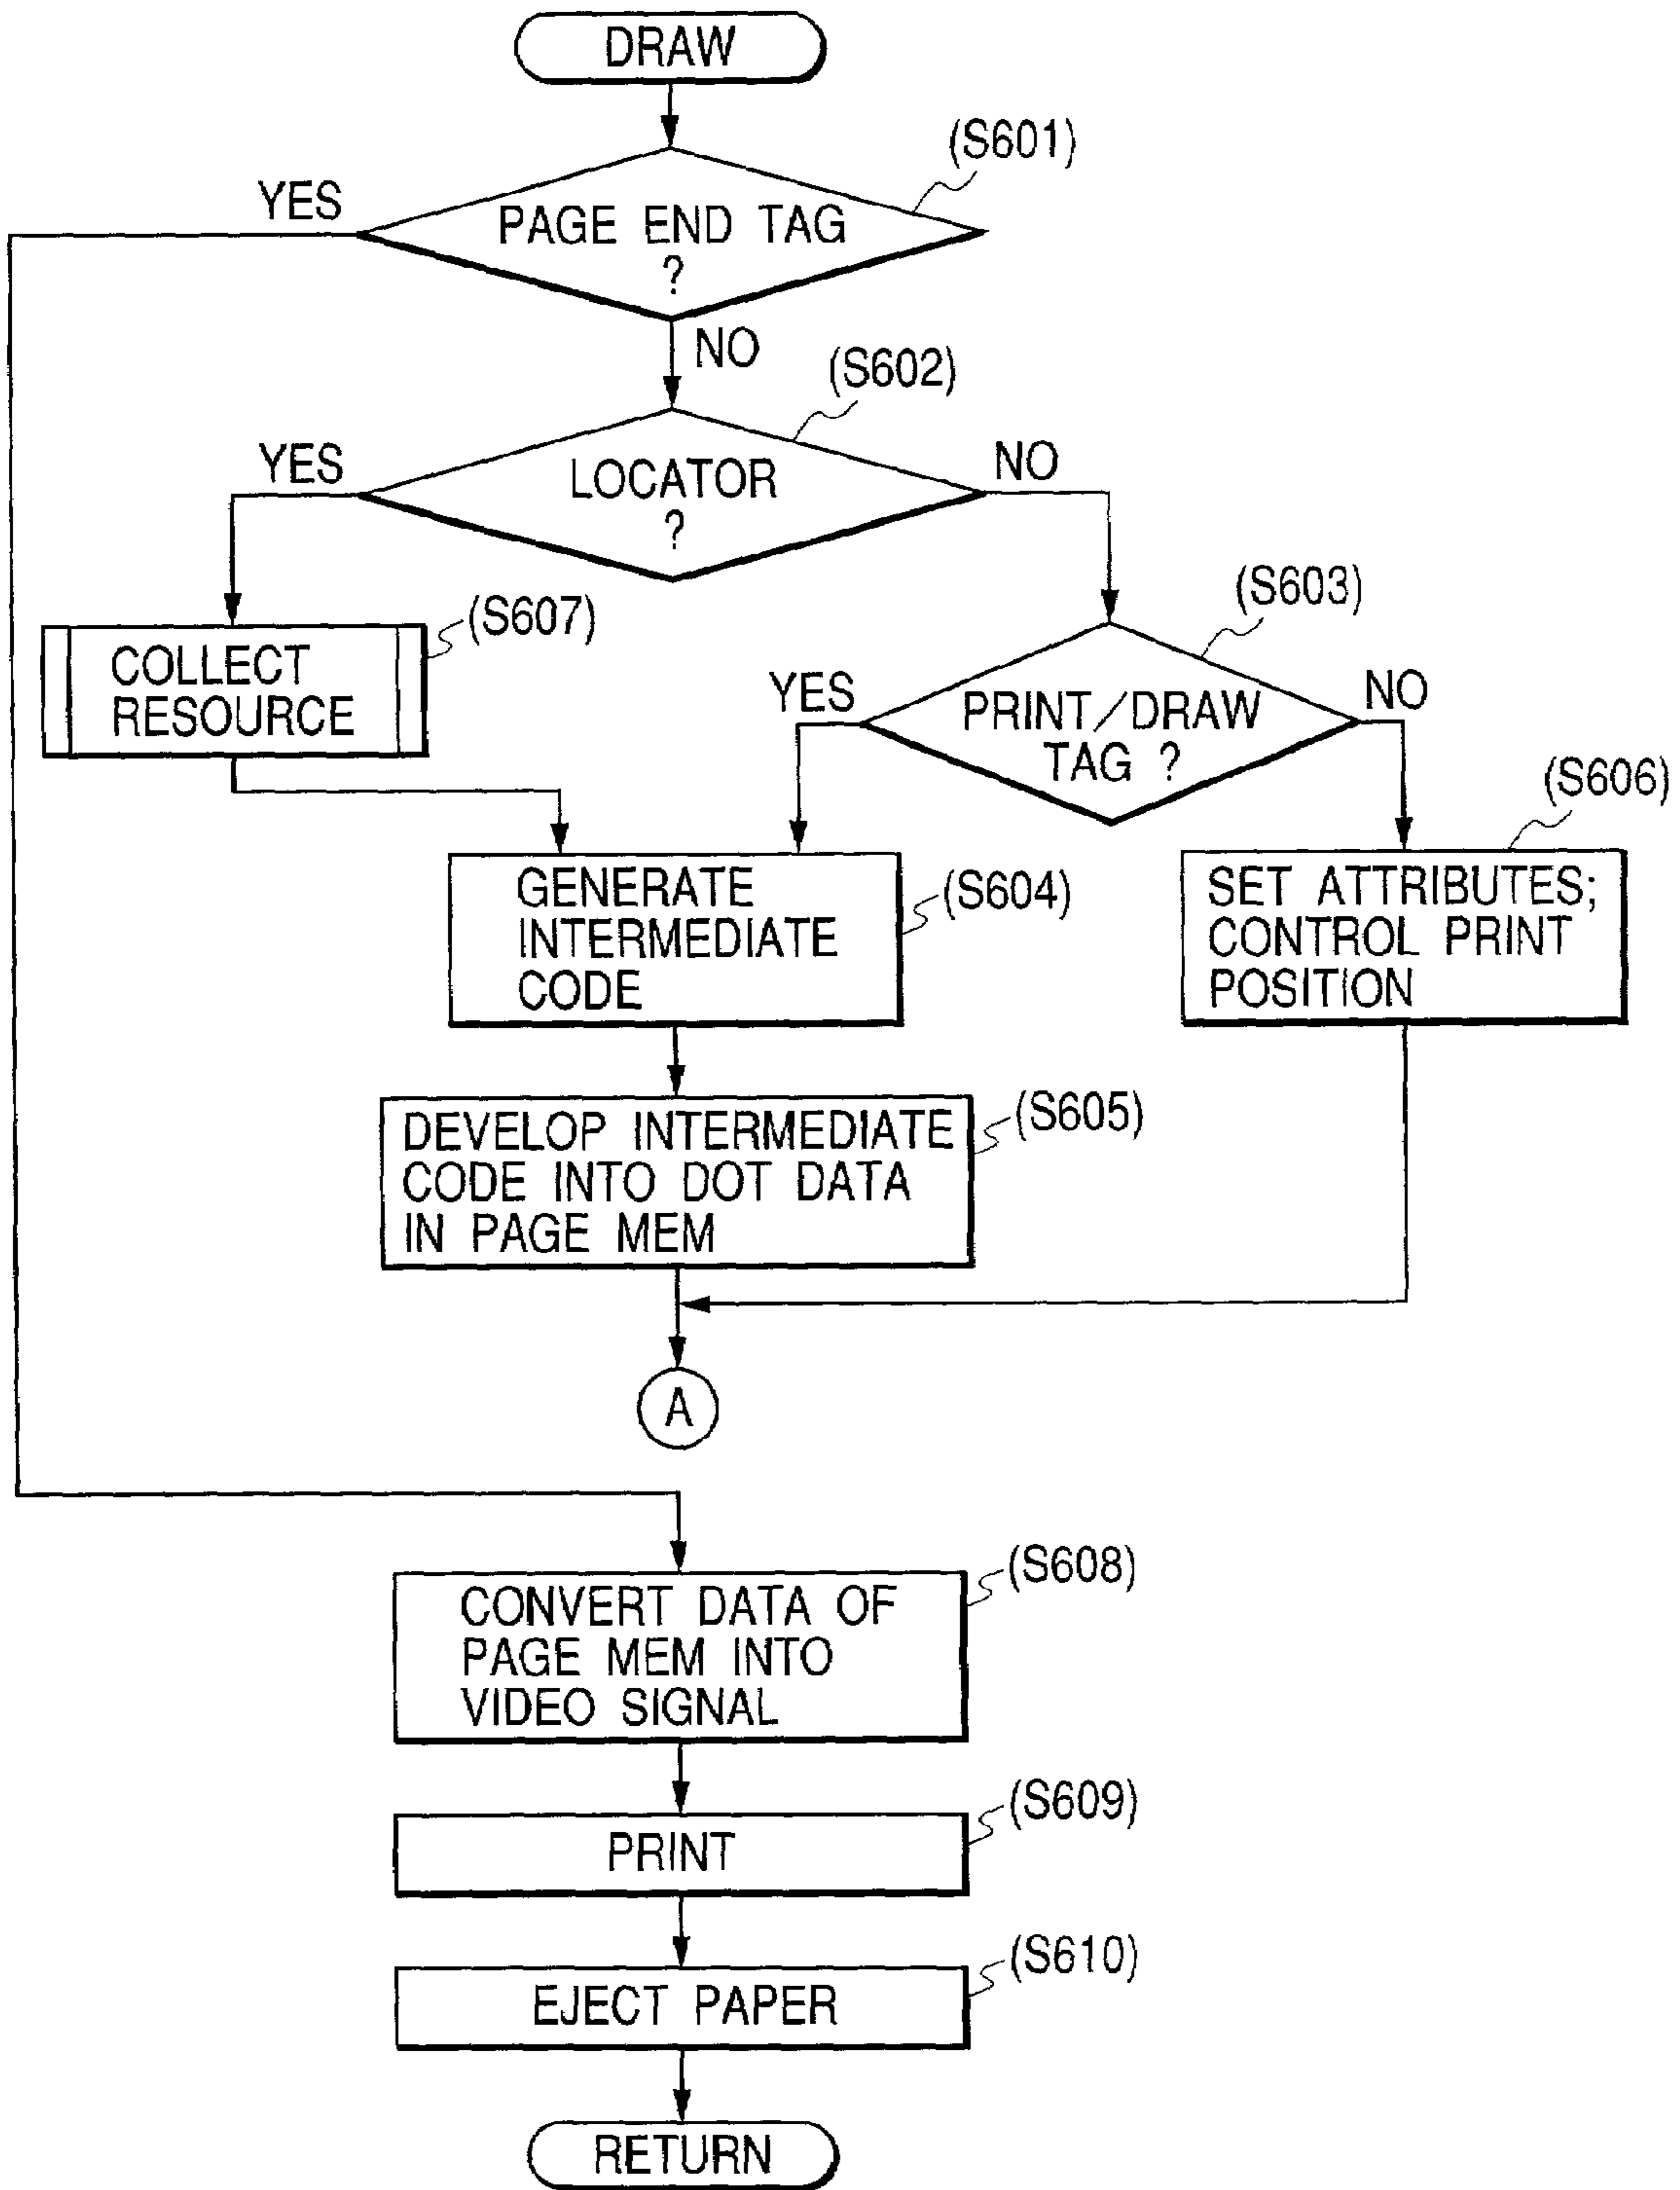 DRAW
(S601)
YES
PAGE END TAG
?
NO
(S602)
YES
LOCATOR
?
NO
(S603)
(S607)
COLLECT
RESOURCE
YES
PRINT/DRAW
TAG ?
NO
(S606)
GENERATE
INTERMEDIATE
CODE
(S604)
SET ATTRIBUTES;
CONTROL PRINT
POSITION
DEVELOP INTERMEDIATE
CODE INTO DOT DATA
IN PAGE MEM
(S605)
A
CONVERT DATA OF
PAGE MEM INTO
VIDEO SIGNAL
(S608)
PRINT
(S609)
EJECT PAPER
(S610)
RETURN